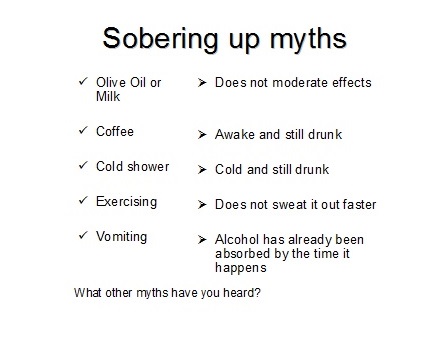 Sobering up myths
Olive Oil or
Milk
Does not moderate effects
Coffee
Awake and still drunk
Cold shower
Cold and still drunk
Exercising
Does not sweat it out faster
Vomiting
Alcohol has already been
absorbed by the time it
happens
What other myths have you heard?